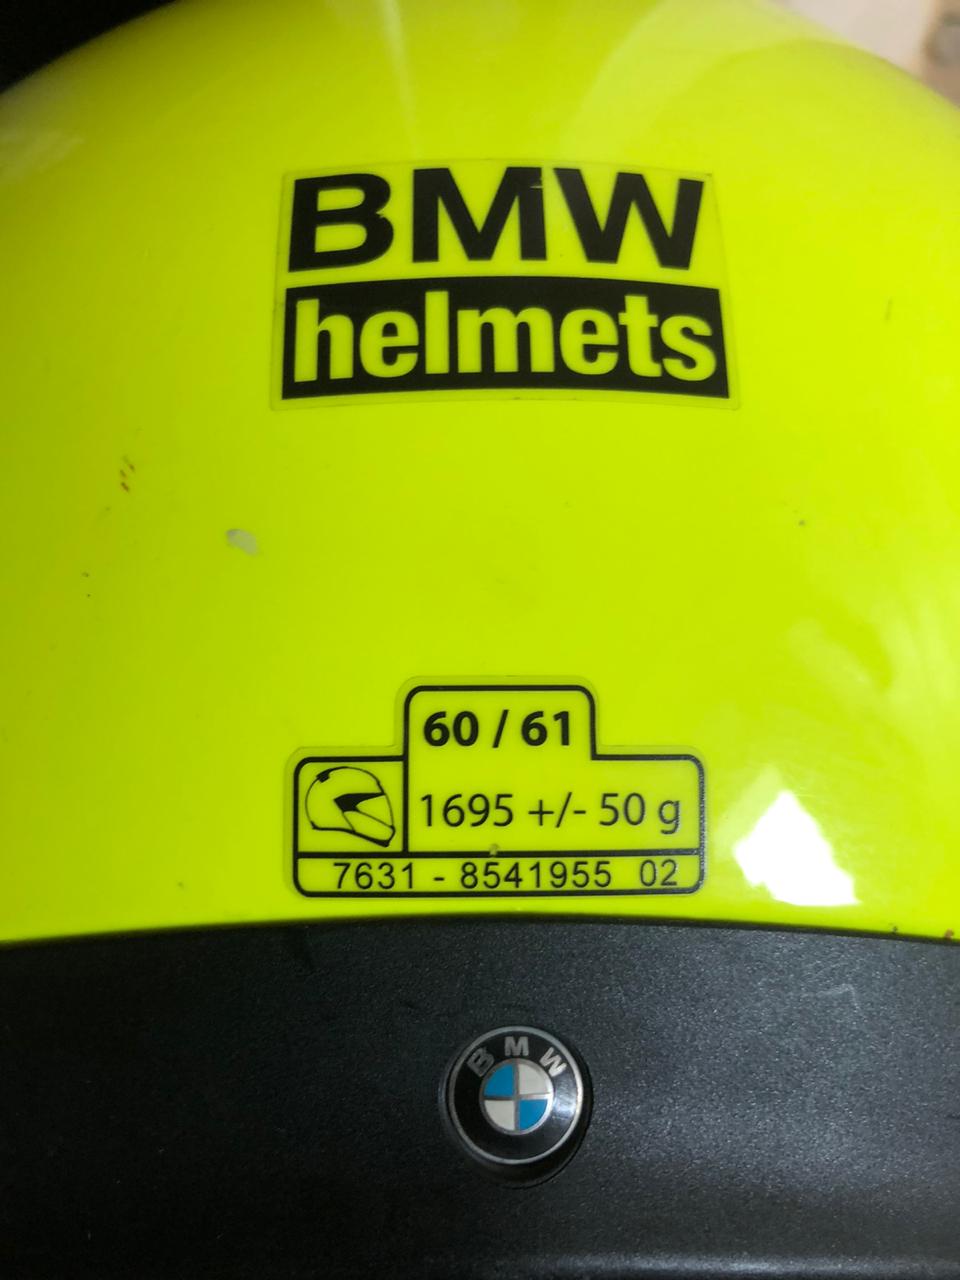 BMW
helmets
60 / 61
1695 +/- 50 g
7631 - 8541955 02
BMW